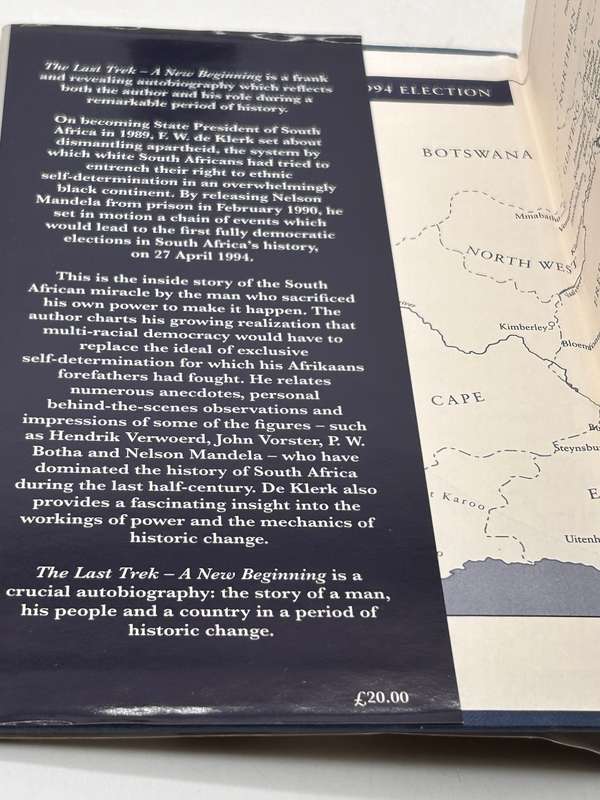 The Last Trek – A New Beginning is a frank
and revealing autobiography which reflects
both the author and his role during a
remarkable period of history.
On becoming State President of South
Africa in 1989, F. W. de Klerk set about
dismantling apartheid, the system by
which white South Africans had tried to
entrench their right to ethnic
self-determination in an overwhelmingly
black continent. By releasing Nelson
Mandela from prison in February 1990, he
set in motion a chain of events which
would lead to the first fully democratic
elections in South Africa's history,
on 27 April 1994.
This is the inside story of the South
African miracle by the man who sacrificed
his own power to make it happen. The
author charts his growing realization that
multi-racial democracy would have to
replace the ideal of exclusive
self-determination for which his Afrikaans
forefathers had fought. He relates
numerous anecdotes, personal
behind-the-scenes observations and
impressions of some of the figures – such
as Hendrik Verwoerd, John Vorster, P. W.
Botha and Nelson Mandela – who have
dominated the history of South Africa
during the last half-century. De Klerk also
provides a fascinating insight into the
workings of power and the mechanics of
historic change.
The Last Trek – A New Beginning is a
crucial autobiography: the story of a man,
his people and a country in a period of
historic change.
£20.00
994 ELECTION
BOTSWANA
Mmabath
NORTH WEST
Kimberley
Bloem
CAPE
Steynsbu
t Karoo
E
Uitenh